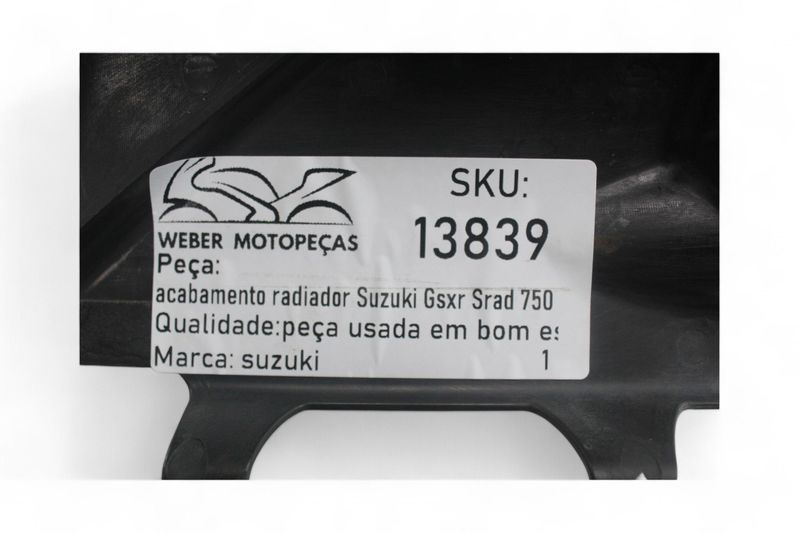 SKU:
13839
WEBER MOTOPEÇAS
Peça:
acabamento radiador Suzuki Gsxr Srad 750
Qualidade:peça usada em bom es
Marca: suzuki 1